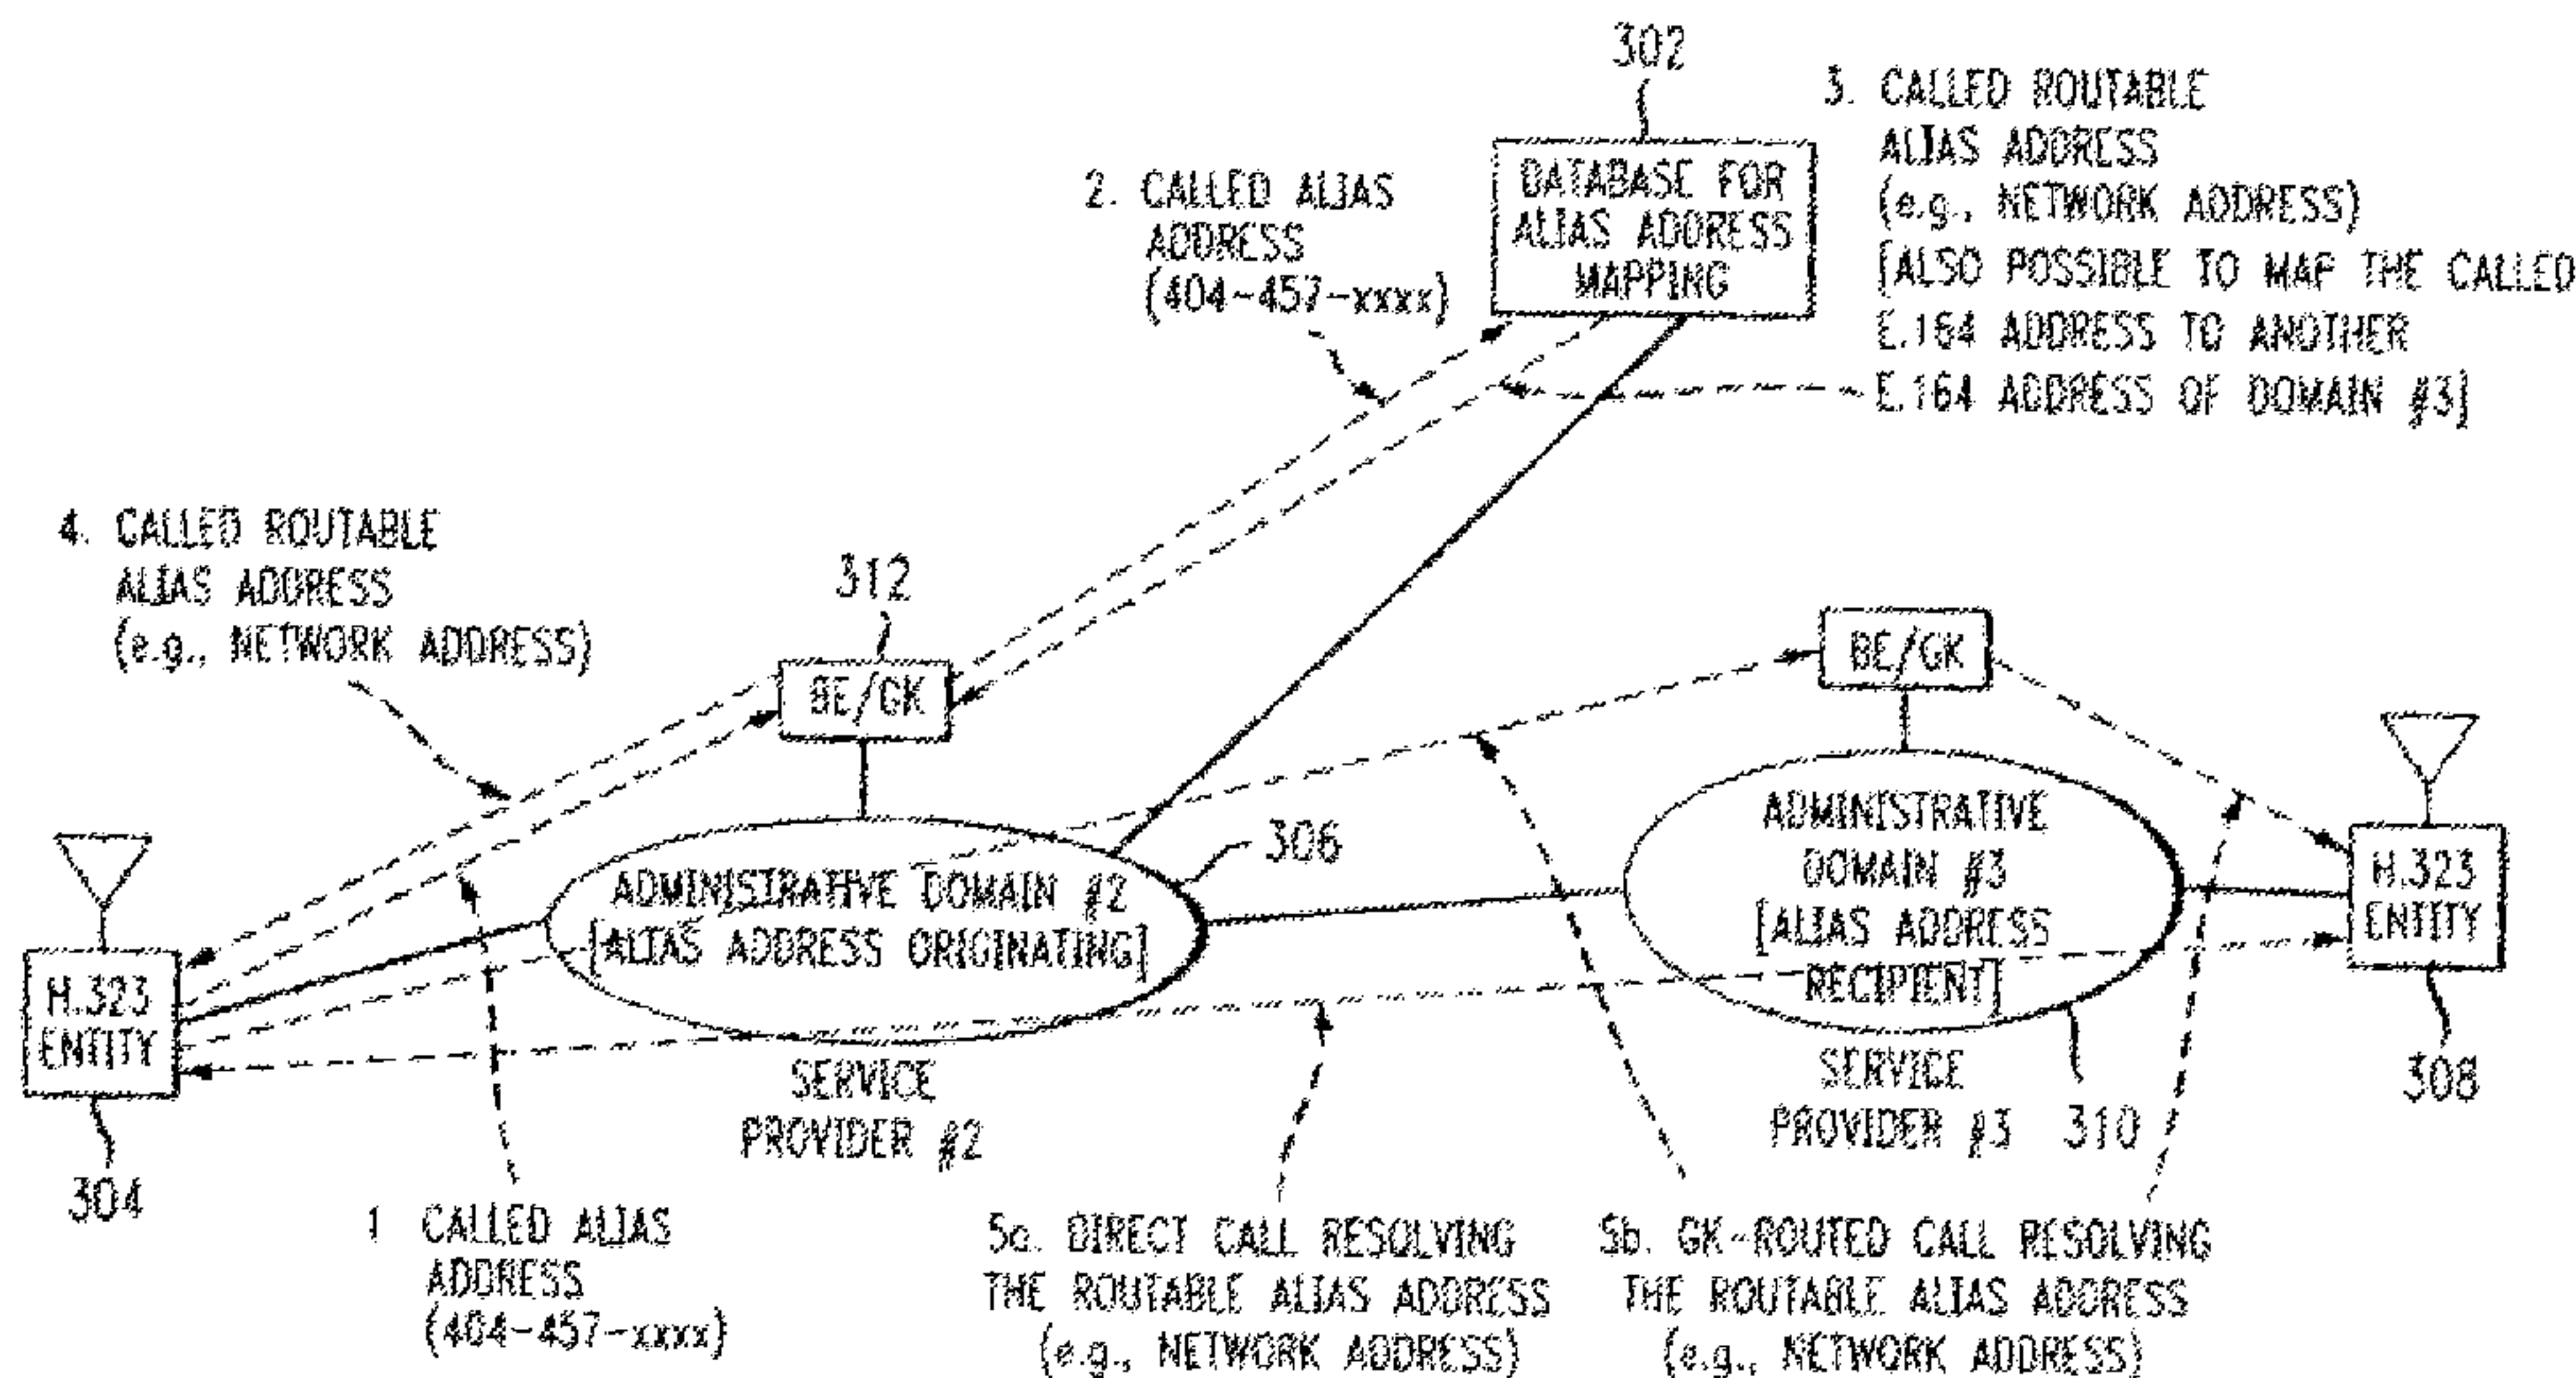 302
DATABASE FOR
ALIAS ADDRESS
MAPPING
2. CALLED ALIAS
ADDRESS
(404-457-xxxx)
3. CALLED ROUTABLE
ALIAS ADDRESS
(e.g., NETWORK ADDRESS)
[ALSO POSSIBLE TO MAP THE CALLED
E.164 ADDRESS TO ANOTHER
E.164 ADDRESS OF DOMAIN #3]
4. CALLED ROUTABLE
ALIAS ADDRESS
(e.g., NETWORK ADDRESS)
312
BE/GK
BE/GK
306
ADMINISTRATIVE DOMAIN #2
[ALIAS ADDRESS ORIGINATING]
SERVICE
PROVIDER #2
ADMINISTRATIVE
DOMAIN #3
[ALIAS ADDRESS
RECIPIENT]
SERVICE
PROVIDER #3
310
H.323
ENTITY
304
H.323
ENTITY
308
1 CALLED ALIAS
ADDRESS
(404-457-xxxx)
5a. DIRECT CALL RESOLVING
THE ROUTABLE ALIAS ADDRESS
(e.g., NETWORK ADDRESS)
5b. GK-ROUTED CALL RESOLVING
THE ROUTABLE ALIAS ADDRESS
(e.g., NETWORK ADDRESS)